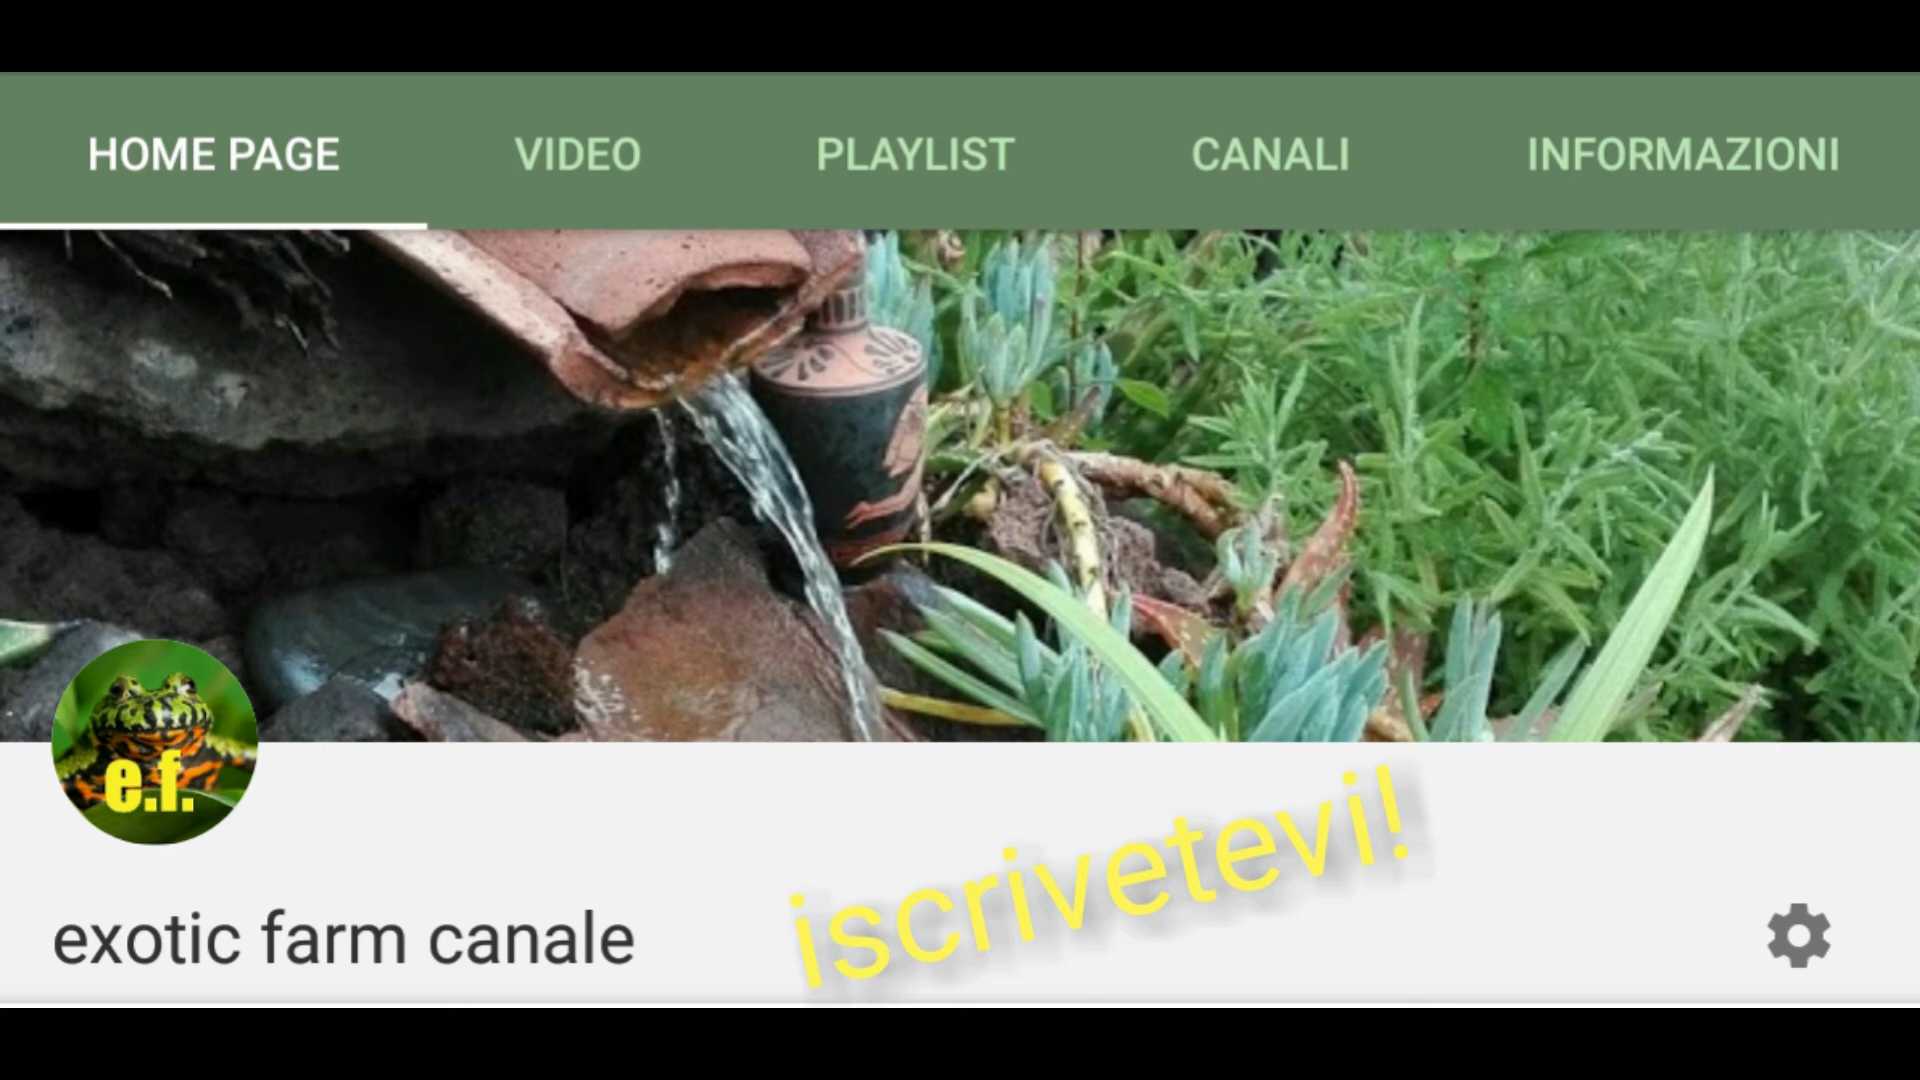 HOME PAGE VIDEO PLAYLIST CANALI INFORMAZIONI
e.f.
iscrivetevi!
exotic farm canale